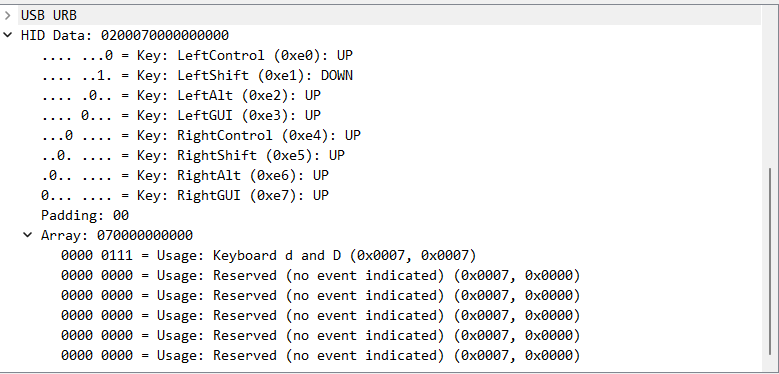 USB URB
HID Data: 0200070000000000
.... ...0 = Key: LeftControl (0xe0): UP
.... ..1. = Key: LeftShift (0xe1): DOWN
.... .0.. = Key: LeftAlt (0xe2): UP
.... 0... = Key: LeftGUI (0xe3): UP
...0 .... = Key: RightControl (0xe4): UP
..0. .... = Key: RightShift (0xe5): UP
.0.. .... = Key: RightAlt (0xe6): UP
0... .... = Key: RightGUI (0xe7): UP
Padding: 00
Array: 070000000000
0000 0111 = Usage: Keyboard d and D (0x0007, 0x0007)
0000 0000 = Usage: Reserved (no event indicated) (0x0007, 0x0000)
0000 0000 = Usage: Reserved (no event indicated) (0x0007, 0x0000)
0000 0000 = Usage: Reserved (no event indicated) (0x0007, 0x0000)
0000 0000 = Usage: Reserved (no event indicated) (0x0007, 0x0000)
0000 0000 = Usage: Reserved (no event indicated) (0x0007, 0x0000)